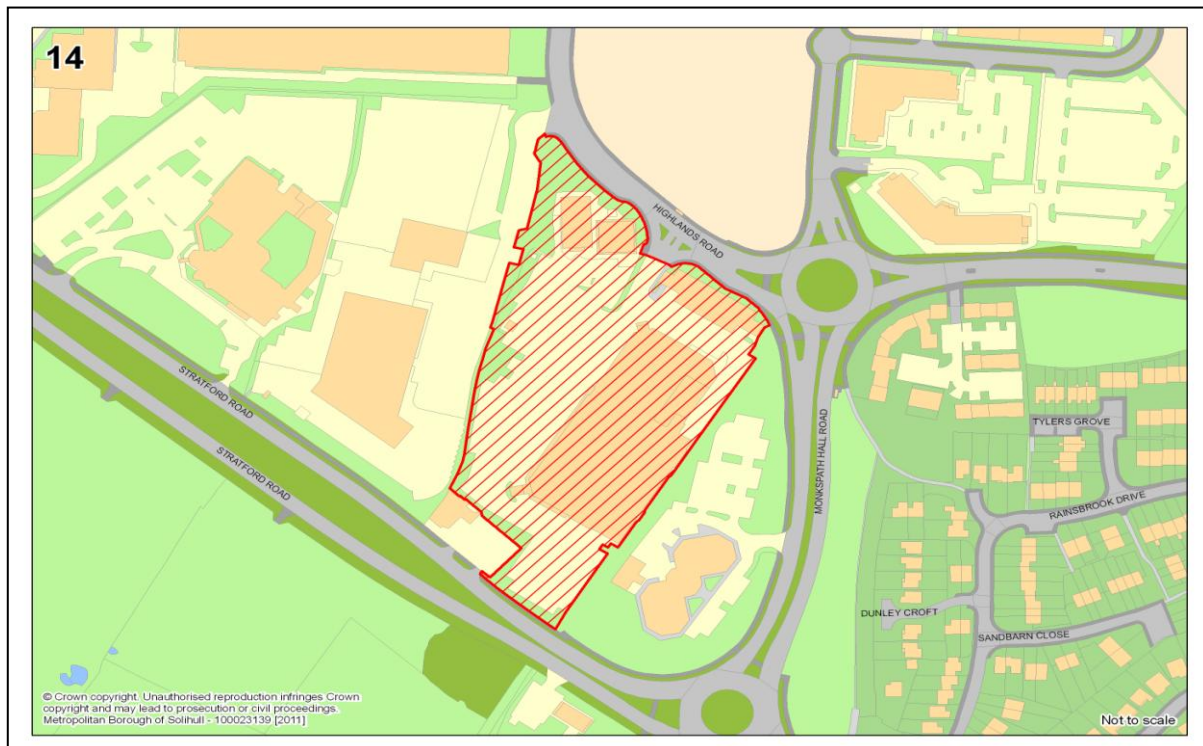 14
HIGHLANDS ROAD
STRATFORD ROAD
STRATFORD ROAD
MONKSPATH HALL ROAD
TYLERS GROVE
RAINSBROOK DRIVE
DUNLEY CROFT
SANDBARN CLOSE
© Crown copyright. Unauthorised reproduction infringes Crown
copyright and may lead to prosecution or civil proceedings.
Metropolitan Borough of Solihull - 100023139 [2011]
Not to scale